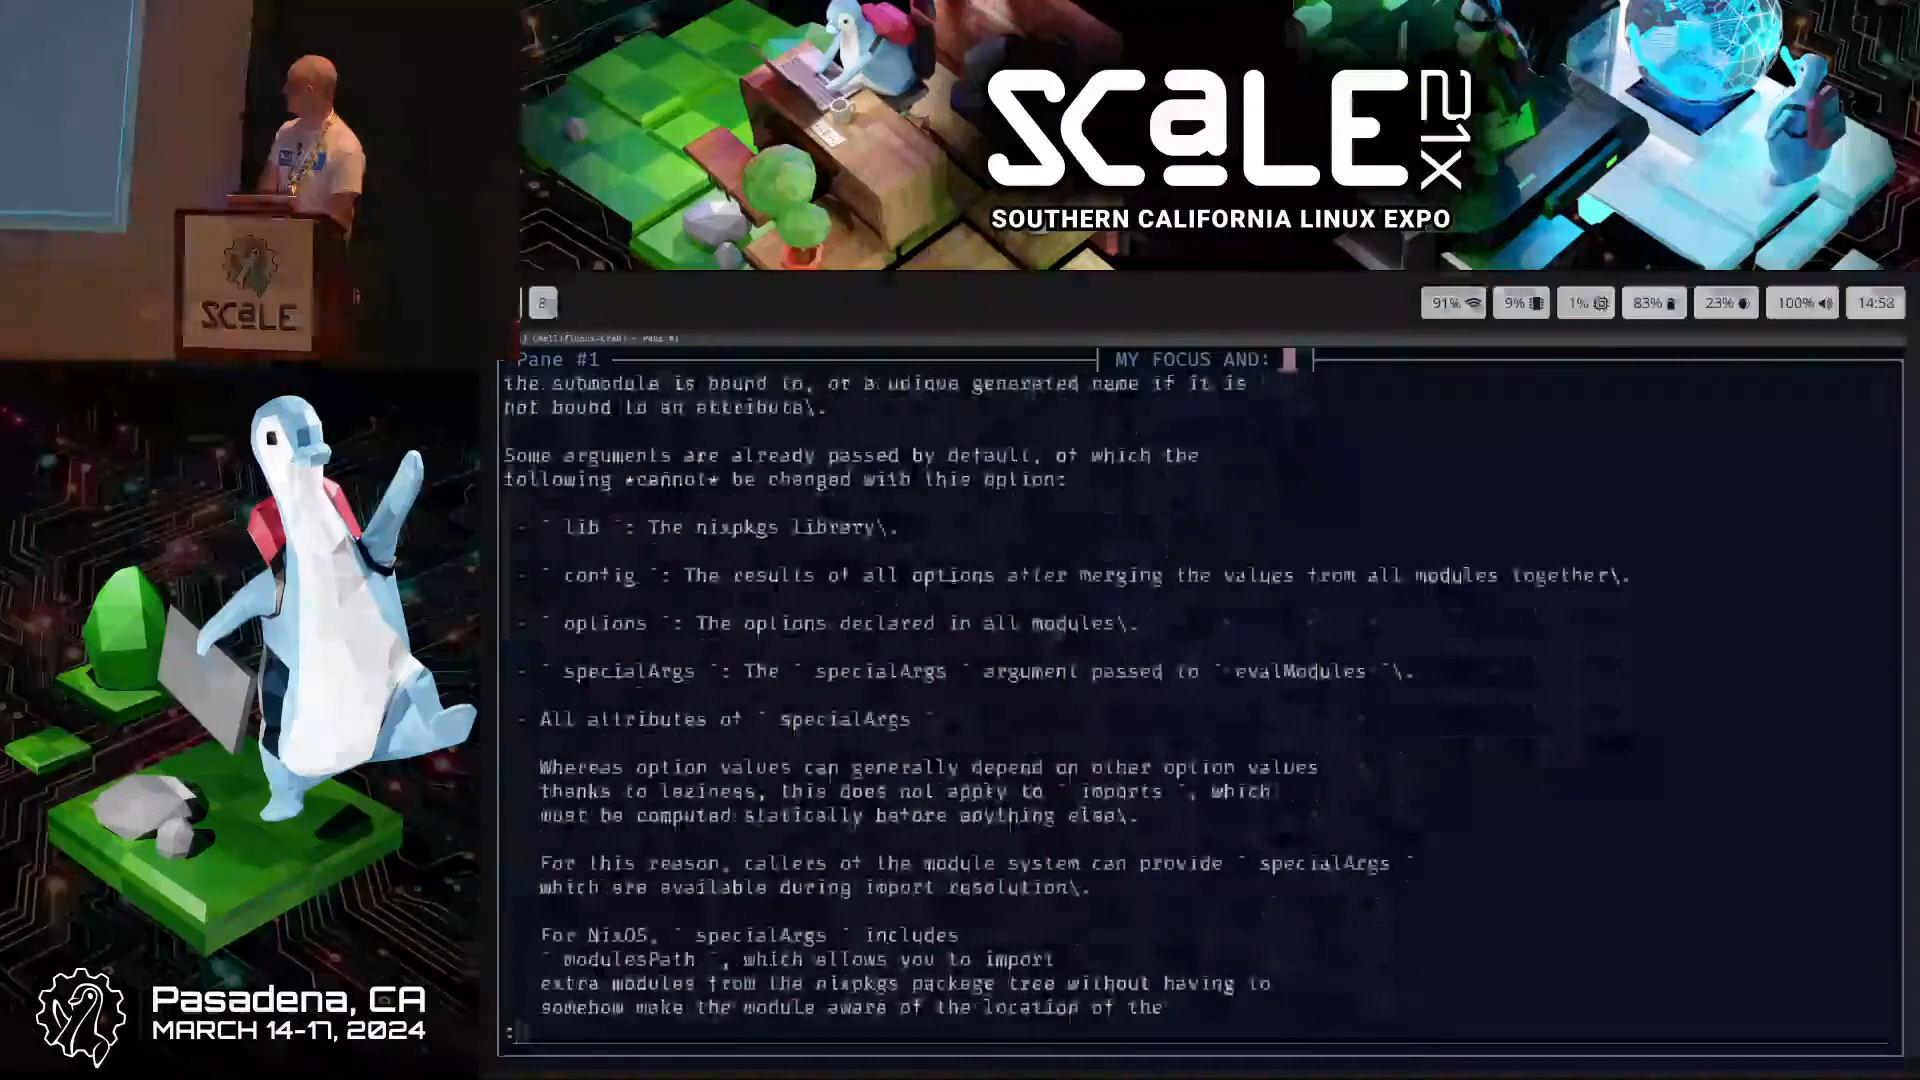 SCaLE 21X
SOUTHERN CALIFORNIA LINUX EXPO
SCaLE
8
91%
9%
1%
83%
23%
100%
14:58
Pane #1
MY FOCUS AND:
Pane #1
the submodule is bound to, or a unique generated name if it is
not bound to an attribute\.
Some arguments are already passed by default, of which the
following *cannot* be changed with this option:
- ` lib `: The nixpkgs library\.
- ` config `: The results of all options after merging the values from all modules together\.
- ` options `: The options declared in all modules\.
- ` specialArgs `: The ` specialArgs ` argument passed to ` evalModules `\.
- All attributes of ` specialArgs `
Whereas option values can generally depend on other option values
thanks to laziness, this does not apply to ` imports `, which
must be computed statically before anything else\.
For this reason, callers of the module system can provide ` specialArgs `
which are available during import resolution\.
For NixOS, ` specialArgs ` includes
` modulesPath `, which allows you to import
extra modules from the nixpkgs package tree without having to
somehow make the module aware of the location of the
:
Pasadena, CA
MARCH 14-17, 2024